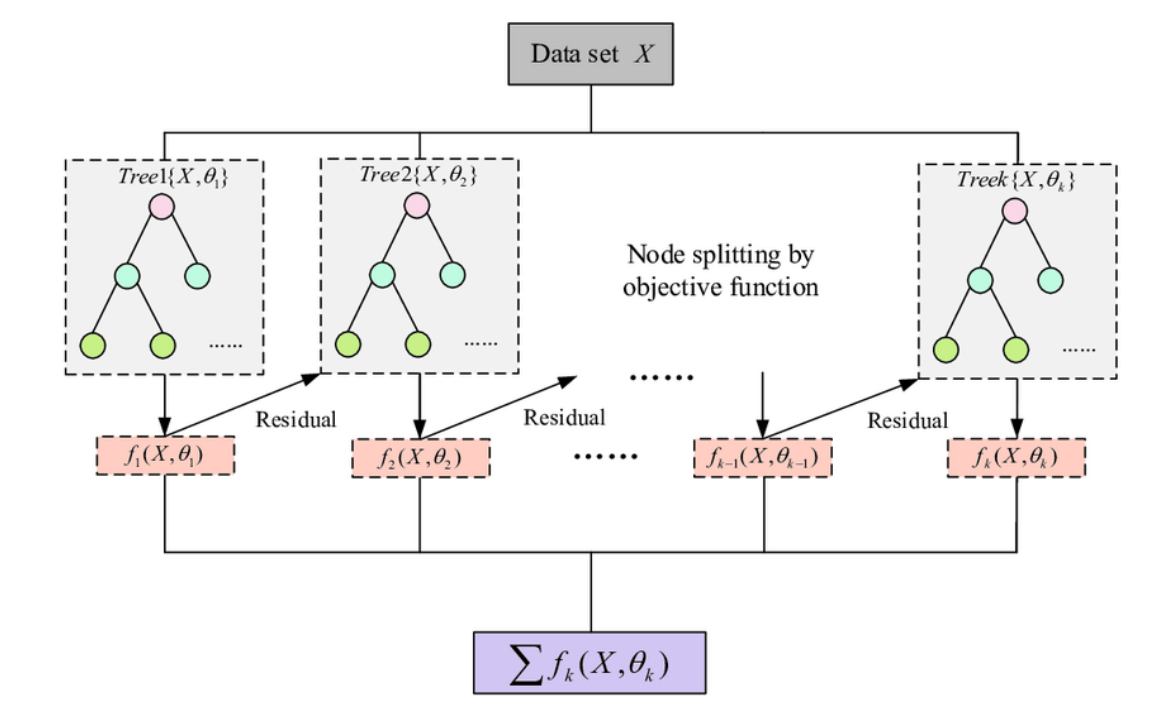 Data set X
Tree1{X,θ₁}
Tree2{X,θ₂}
Treek{X,θₖ}
Node splitting by
objective function
......
......
......
......
Residual
Residual
Residual
f₁(X,θ₁)
f₂(X,θ₂)
......
fₖ₋₁(X,θₖ₋₁)
fₖ(X,θₖ)
∑fₖ(X,θₖ)